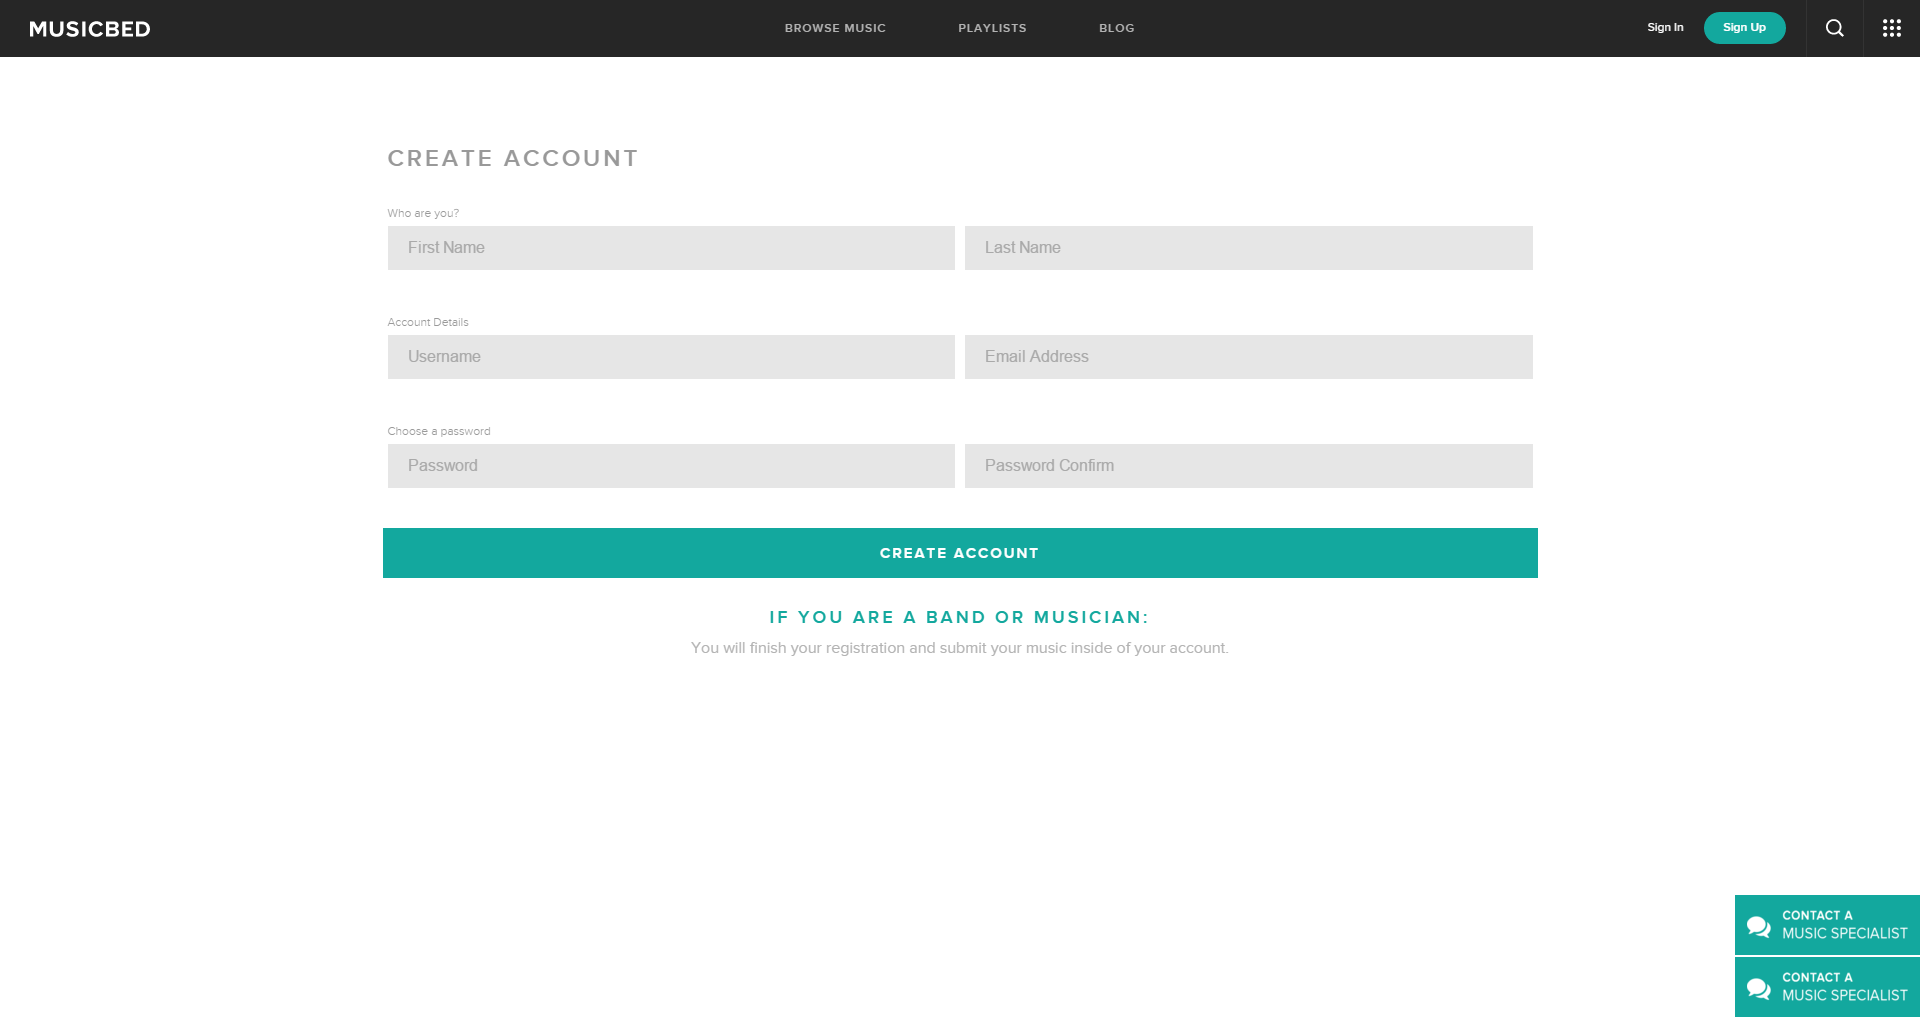 MUSICBED
BROWSE MUSIC
PLAYLISTS
BLOG
Sign In
Sign Up
CREATE ACCOUNT
Who are you?
First Name
Last Name
Account Details
Username
Email Address
Choose a password
Password
Password Confirm
CREATE ACCOUNT
IF YOU ARE A BAND OR MUSICIAN:
You will finish your registration and submit your music inside of your account.
CONTACT A
MUSIC SPECIALIST
CONTACT A
MUSIC SPECIALIST